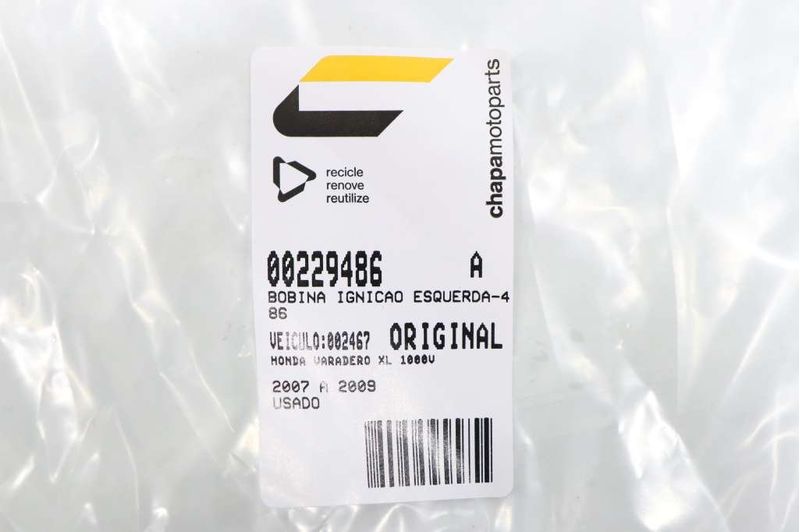 chapamotoparts
recicle
renove
reutilize
00229486 A
BOBINA IGNICAO ESQUERDA-4
86
VEICULO:002467 ORIGINAL
HONDA VARADERO XL 1000V
2007 A 2009
USADO